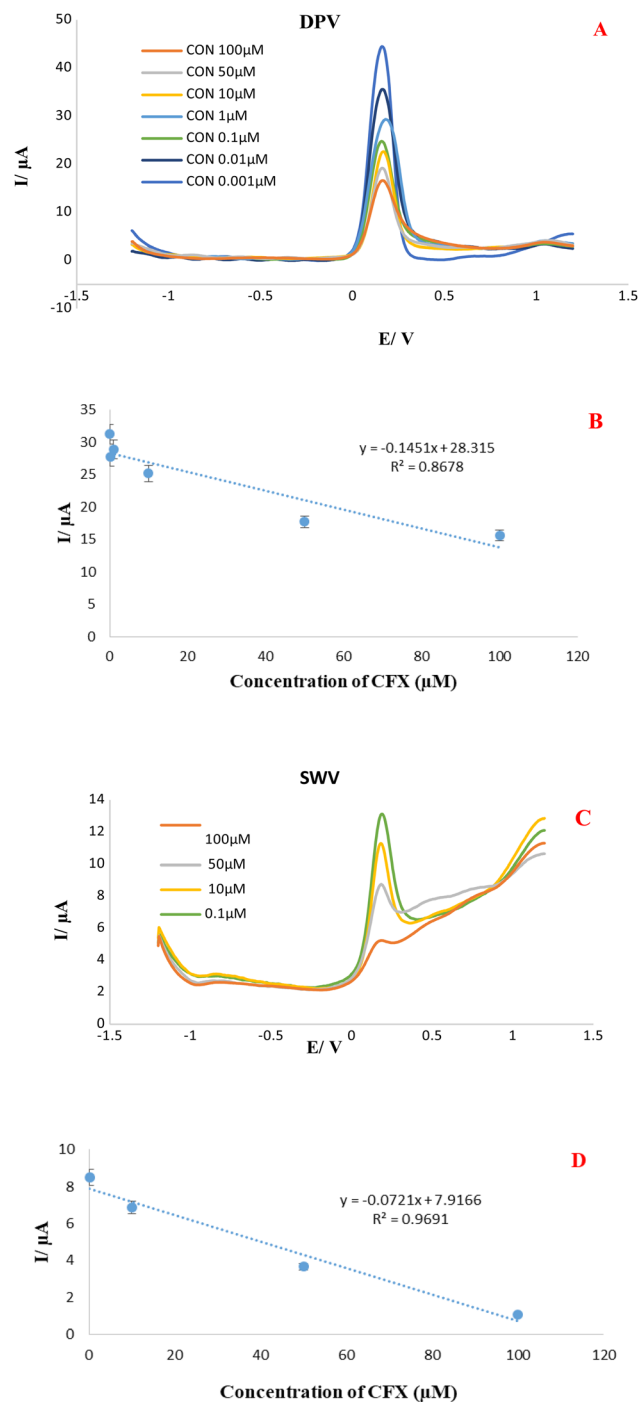 DPV
A
50
40
30
20
10
0
-10
I/ µA
CON 100µM
CON 50µM
CON 10µM
CON 1µM
CON 0.1µM
CON 0.01µM
CON 0.001µM
-1.5 -1 -0.5 0 0.5 1 1.5
E/ V
B
35
30
25
20
15
10
5
0
I/ µA
y = -0.1451x + 28.315
R² = 0.8678
0 20 40 60 80 100 120
Concentration of CFX (µM)
SWV
C
14
12
10
8
6
4
2
0
I/ µA
100µM
50µM
10µM
0.1µM
-1.5 -1 -0.5 0 0.5 1 1.5
E/ V
D
10
8
6
4
2
0
I/ µA
y = -0.0721x + 7.9166
R² = 0.9691
0 20 40 60 80 100 120
Concentration of CFX (µM)